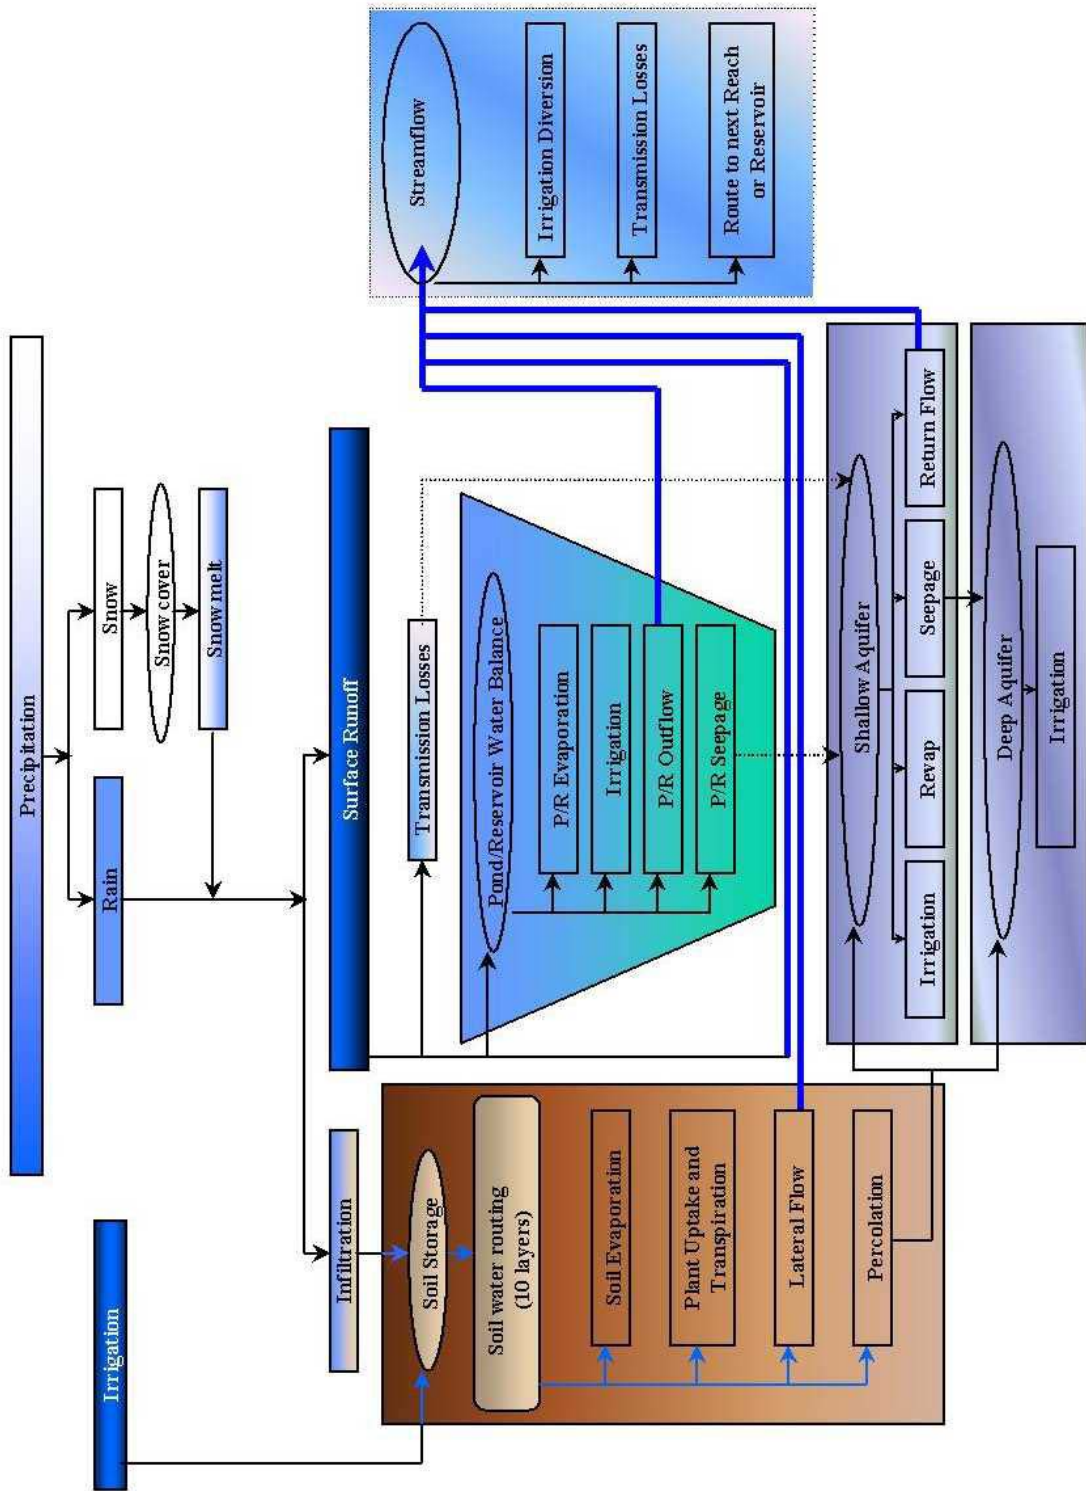 Precipitation
Irrigation
Rain
Snow
Snow cover
Snow melt
Infiltration
Surface Runoff
Streamflow
Irrigation Diversion
Transmission Losses
Route to next Reach
or Reservoir
Soil Storage
Soil water routing
(10 layers)
Soil Evaporation
Plant Uptake and
Transpiration
Lateral Flow
Percolation
Transmission Losses
Pond/Reservoir Water Balance
P/R Evaporation
Irrigation
P/R Outflow
P/R Seepage
Shallow Aquifer
Irrigation
Revap
Seepage
Return Flow
Deep Aquifer
Irrigation